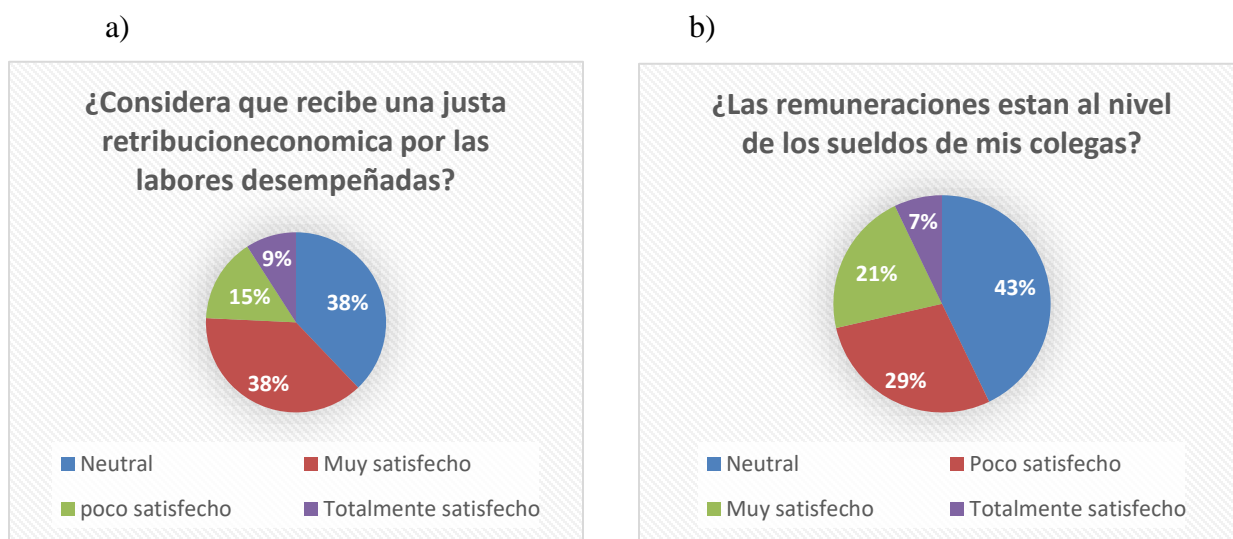 a)
¿Considera que recibe una justa
retribucioneconomica por las
labores desempeñadas?
9%
15%
38%
38%
Neutral
Muy satisfecho
poco satisfecho
Totalmente satisfecho
b)
¿Las remuneraciones estan al nivel
de los sueldos de mis colegas?
7%
21%
43%
29%
Neutral
Poco satisfecho
Muy satisfecho
Totalmente satisfecho